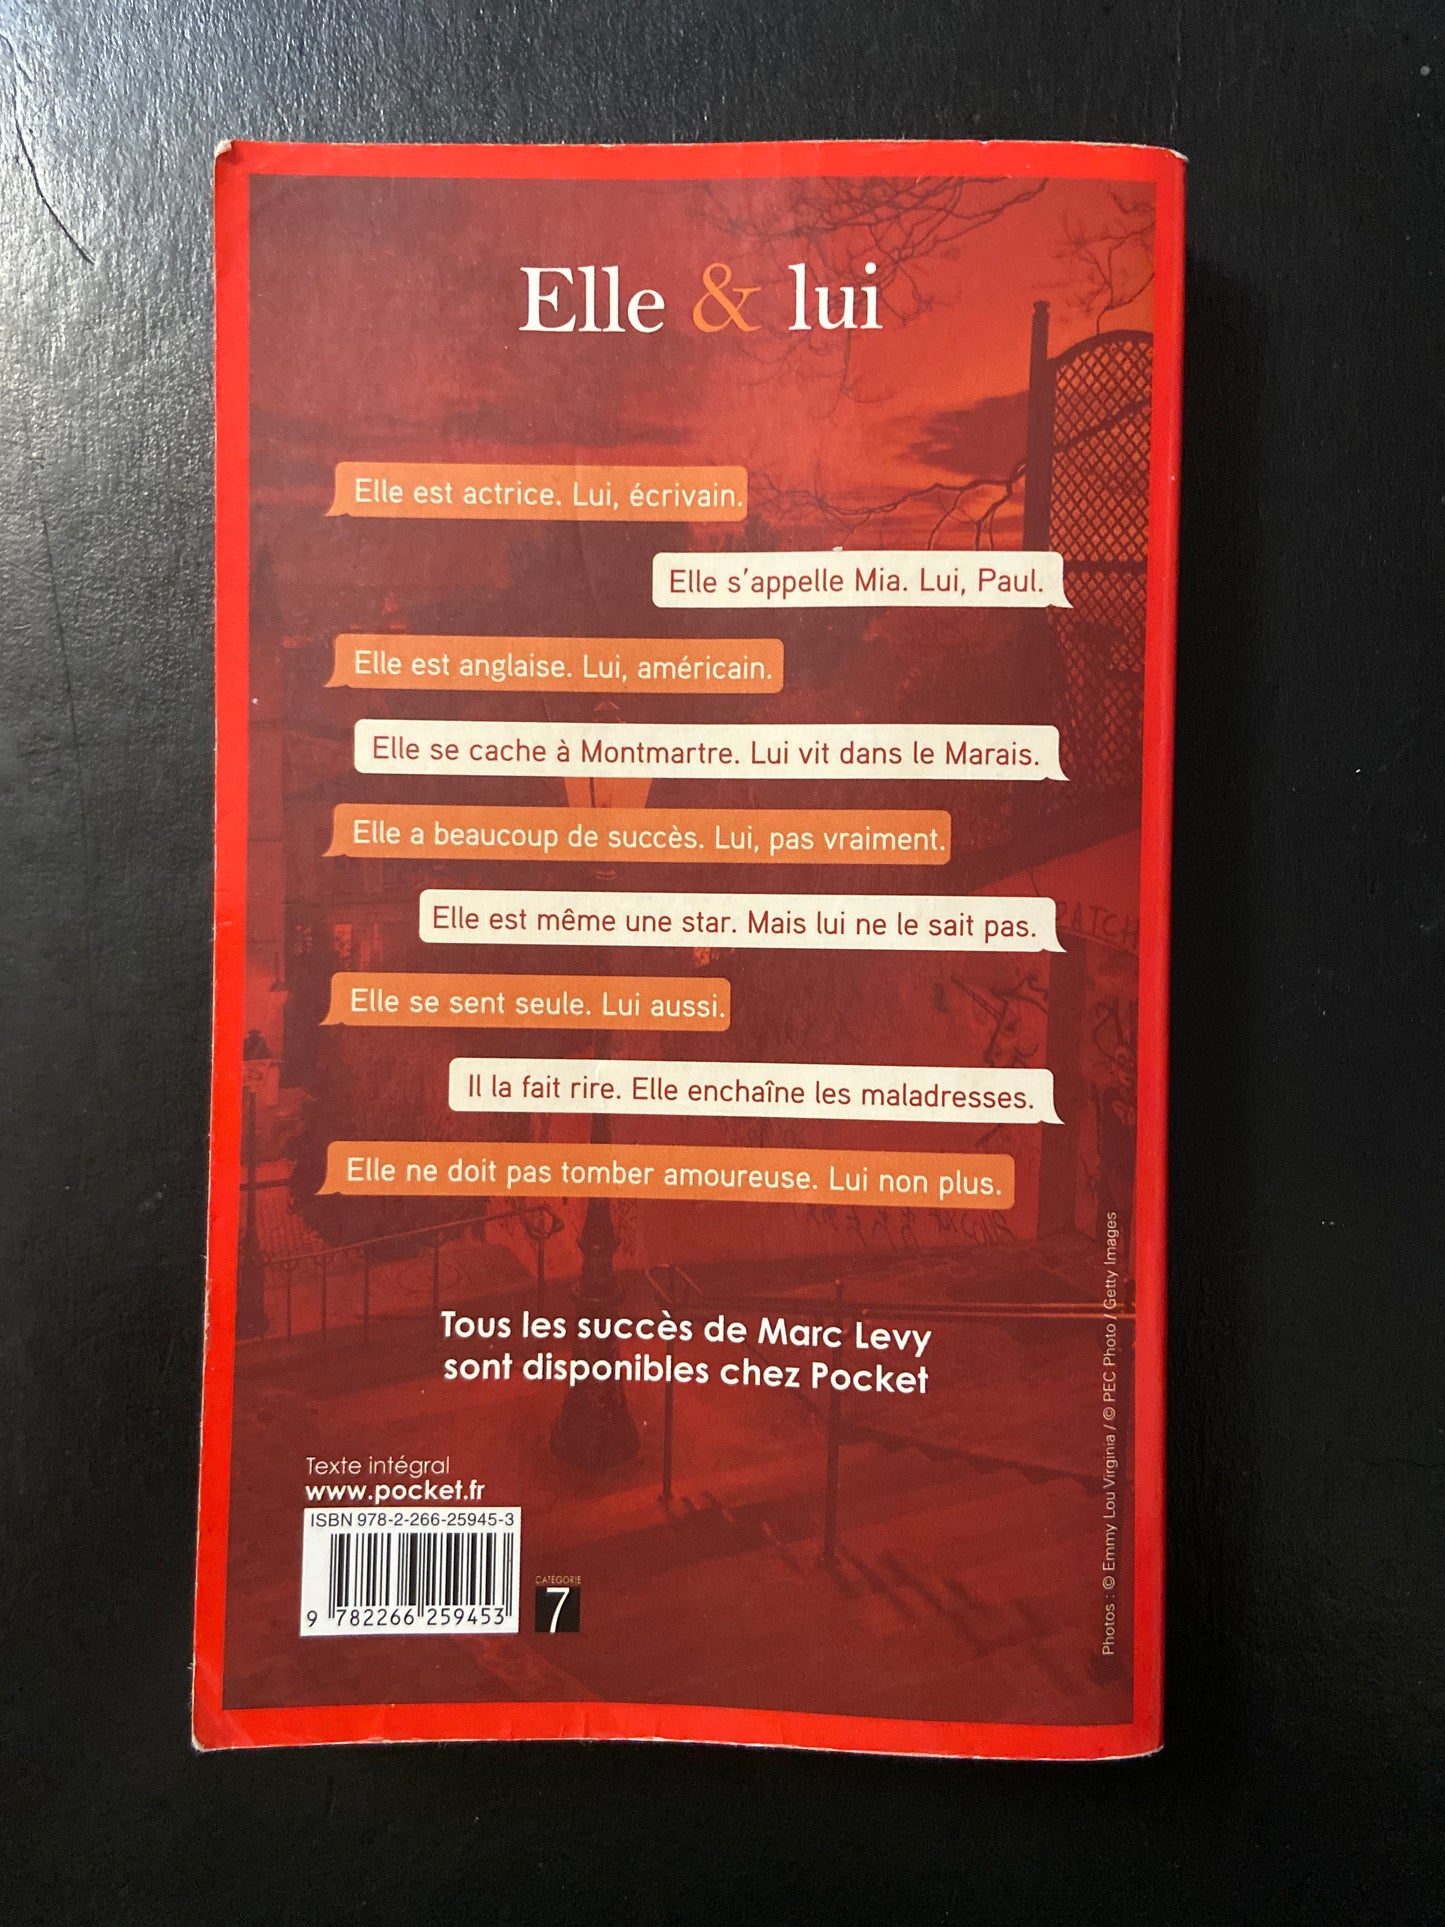 Elle & lui
Elle est actrice. Lui, écrivain.
Elle s'appelle Mia. Lui, Paul.
Elle est anglaise. Lui, américain.
Elle se cache à Montmartre. Lui vit dans le Marais.
Elle a beaucoup de succès. Lui, pas vraiment.
Elle est même une star. Mais lui ne le sait pas.
Elle se sent seule. Lui aussi.
Il la fait rire. Elle enchaîne les maladresses.
Elle ne doit pas tomber amoureuse. Lui non plus.
Tous les succès de Marc Levy
sont disponibles chez Pocket
Texte intégral
www.pocket.fr
ISBN 978-2-266-25945-3
9 782266 259453
CATÉGORIE
7
Photos : © Emmy Lou Virginia / © PEC Photo / Getty Images